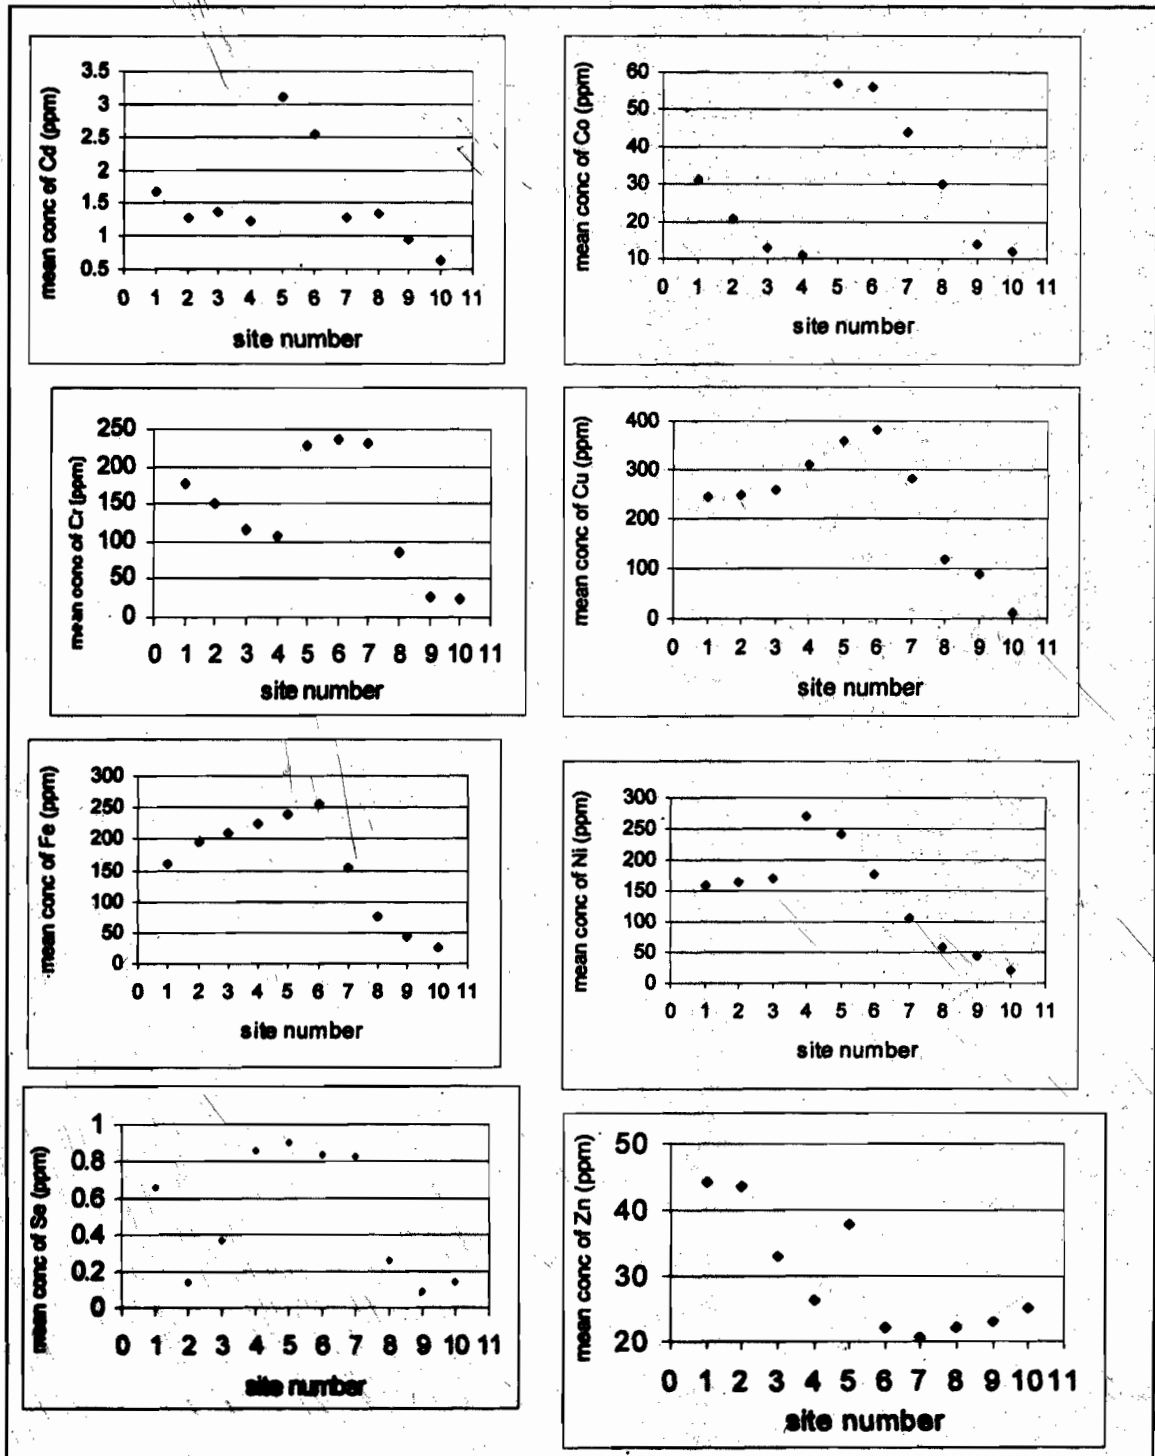 mean conc of Cd (ppm)
3.5
3
2.5
2
1.5
1
0.5
0 1 2 3 4 5 6 7 8 9 10 11
site number
mean conc of Co (ppm)
60
50
40
30
20
10
0 1 2 3 4 5 6 7 8 9 10 11
site number
mean conc of Cr (ppm)
250
200
150
100
50
0
0 1 2 3 4 5 6 7 8 9 10 11
site number
mean conc of Cu (ppm)
400
300
200
100
0
0 1 2 3 4 5 6 7 8 9 10 11
site number
mean conc of Fe (ppm)
300
250
200
150
100
50
0
0 1 2 3 4 5 6 7 8 9 10 11
site number
mean conc of Ni (ppm)
300
250
200
150
100
50
0
0 1 2 3 4 5 6 7 8 9 10 11
site number
mean conc of Se (ppm)
1
0.8
0.6
0.4
0.2
0
0 1 2 3 4 5 6 7 8 9 10 11
site number
mean conc of Zn (ppm)
50
40
30
20
0 1 2 3 4 5 6 7 8 9 10 11
site number